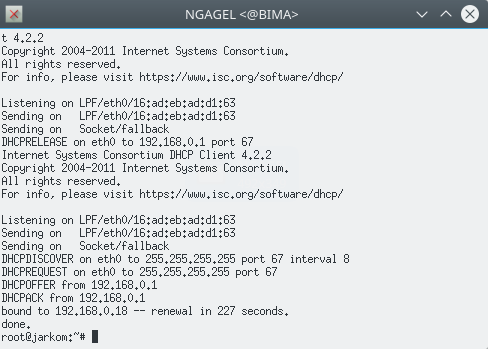 NGAGEL <@BIMA>
t 4.2.2
Copyright 2004-2011 Internet Systems Consortium.
All rights reserved.
For info, please visit https://www.isc.org/software/dhcp/

Listening on LPF/eth0/16:ad:eb:ad:d1:63
Sending on   LPF/eth0/16:ad:eb:ad:d1:63
Sending on   Socket/fallback
DHCPRELEASE on eth0 to 192.168.0.1 port 67
Internet Systems Consortium DHCP Client 4.2.2
Copyright 2004-2011 Internet Systems Consortium.
All rights reserved.
For info, please visit https://www.isc.org/software/dhcp/

Listening on LPF/eth0/16:ad:eb:ad:d1:63
Sending on   LPF/eth0/16:ad:eb:ad:d1:63
Sending on   Socket/fallback
DHCPDISCOVER on eth0 to 255.255.255.255 port 67 interval 8
DHCPREQUEST on eth0 to 255.255.255.255 port 67
DHCPOFFER from 192.168.0.1
DHCPACK from 192.168.0.1
bound to 192.168.0.18 -- renewal in 227 seconds.
done.
root@jarkom:~#